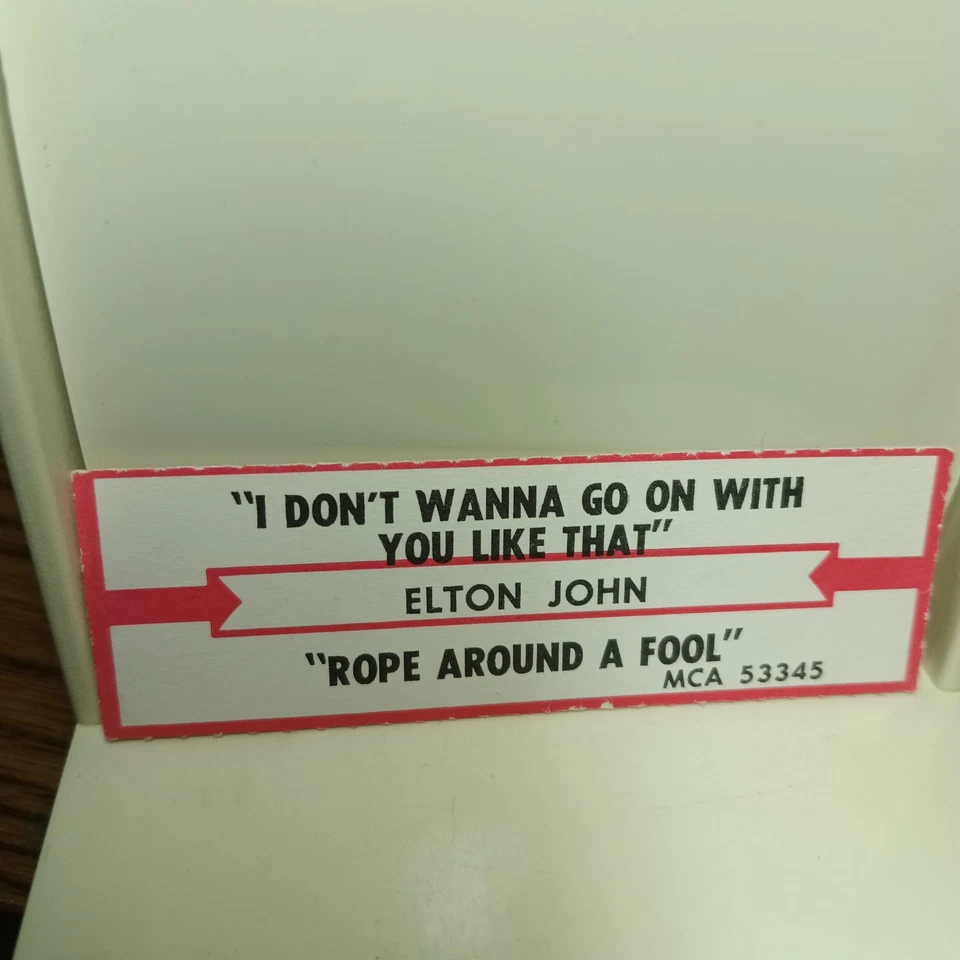 "I DON'T WANNA GO ON WITH
YOU LIKE THAT"
ELTON JOHN
"ROPE AROUND A FOOL"
MCA 53345